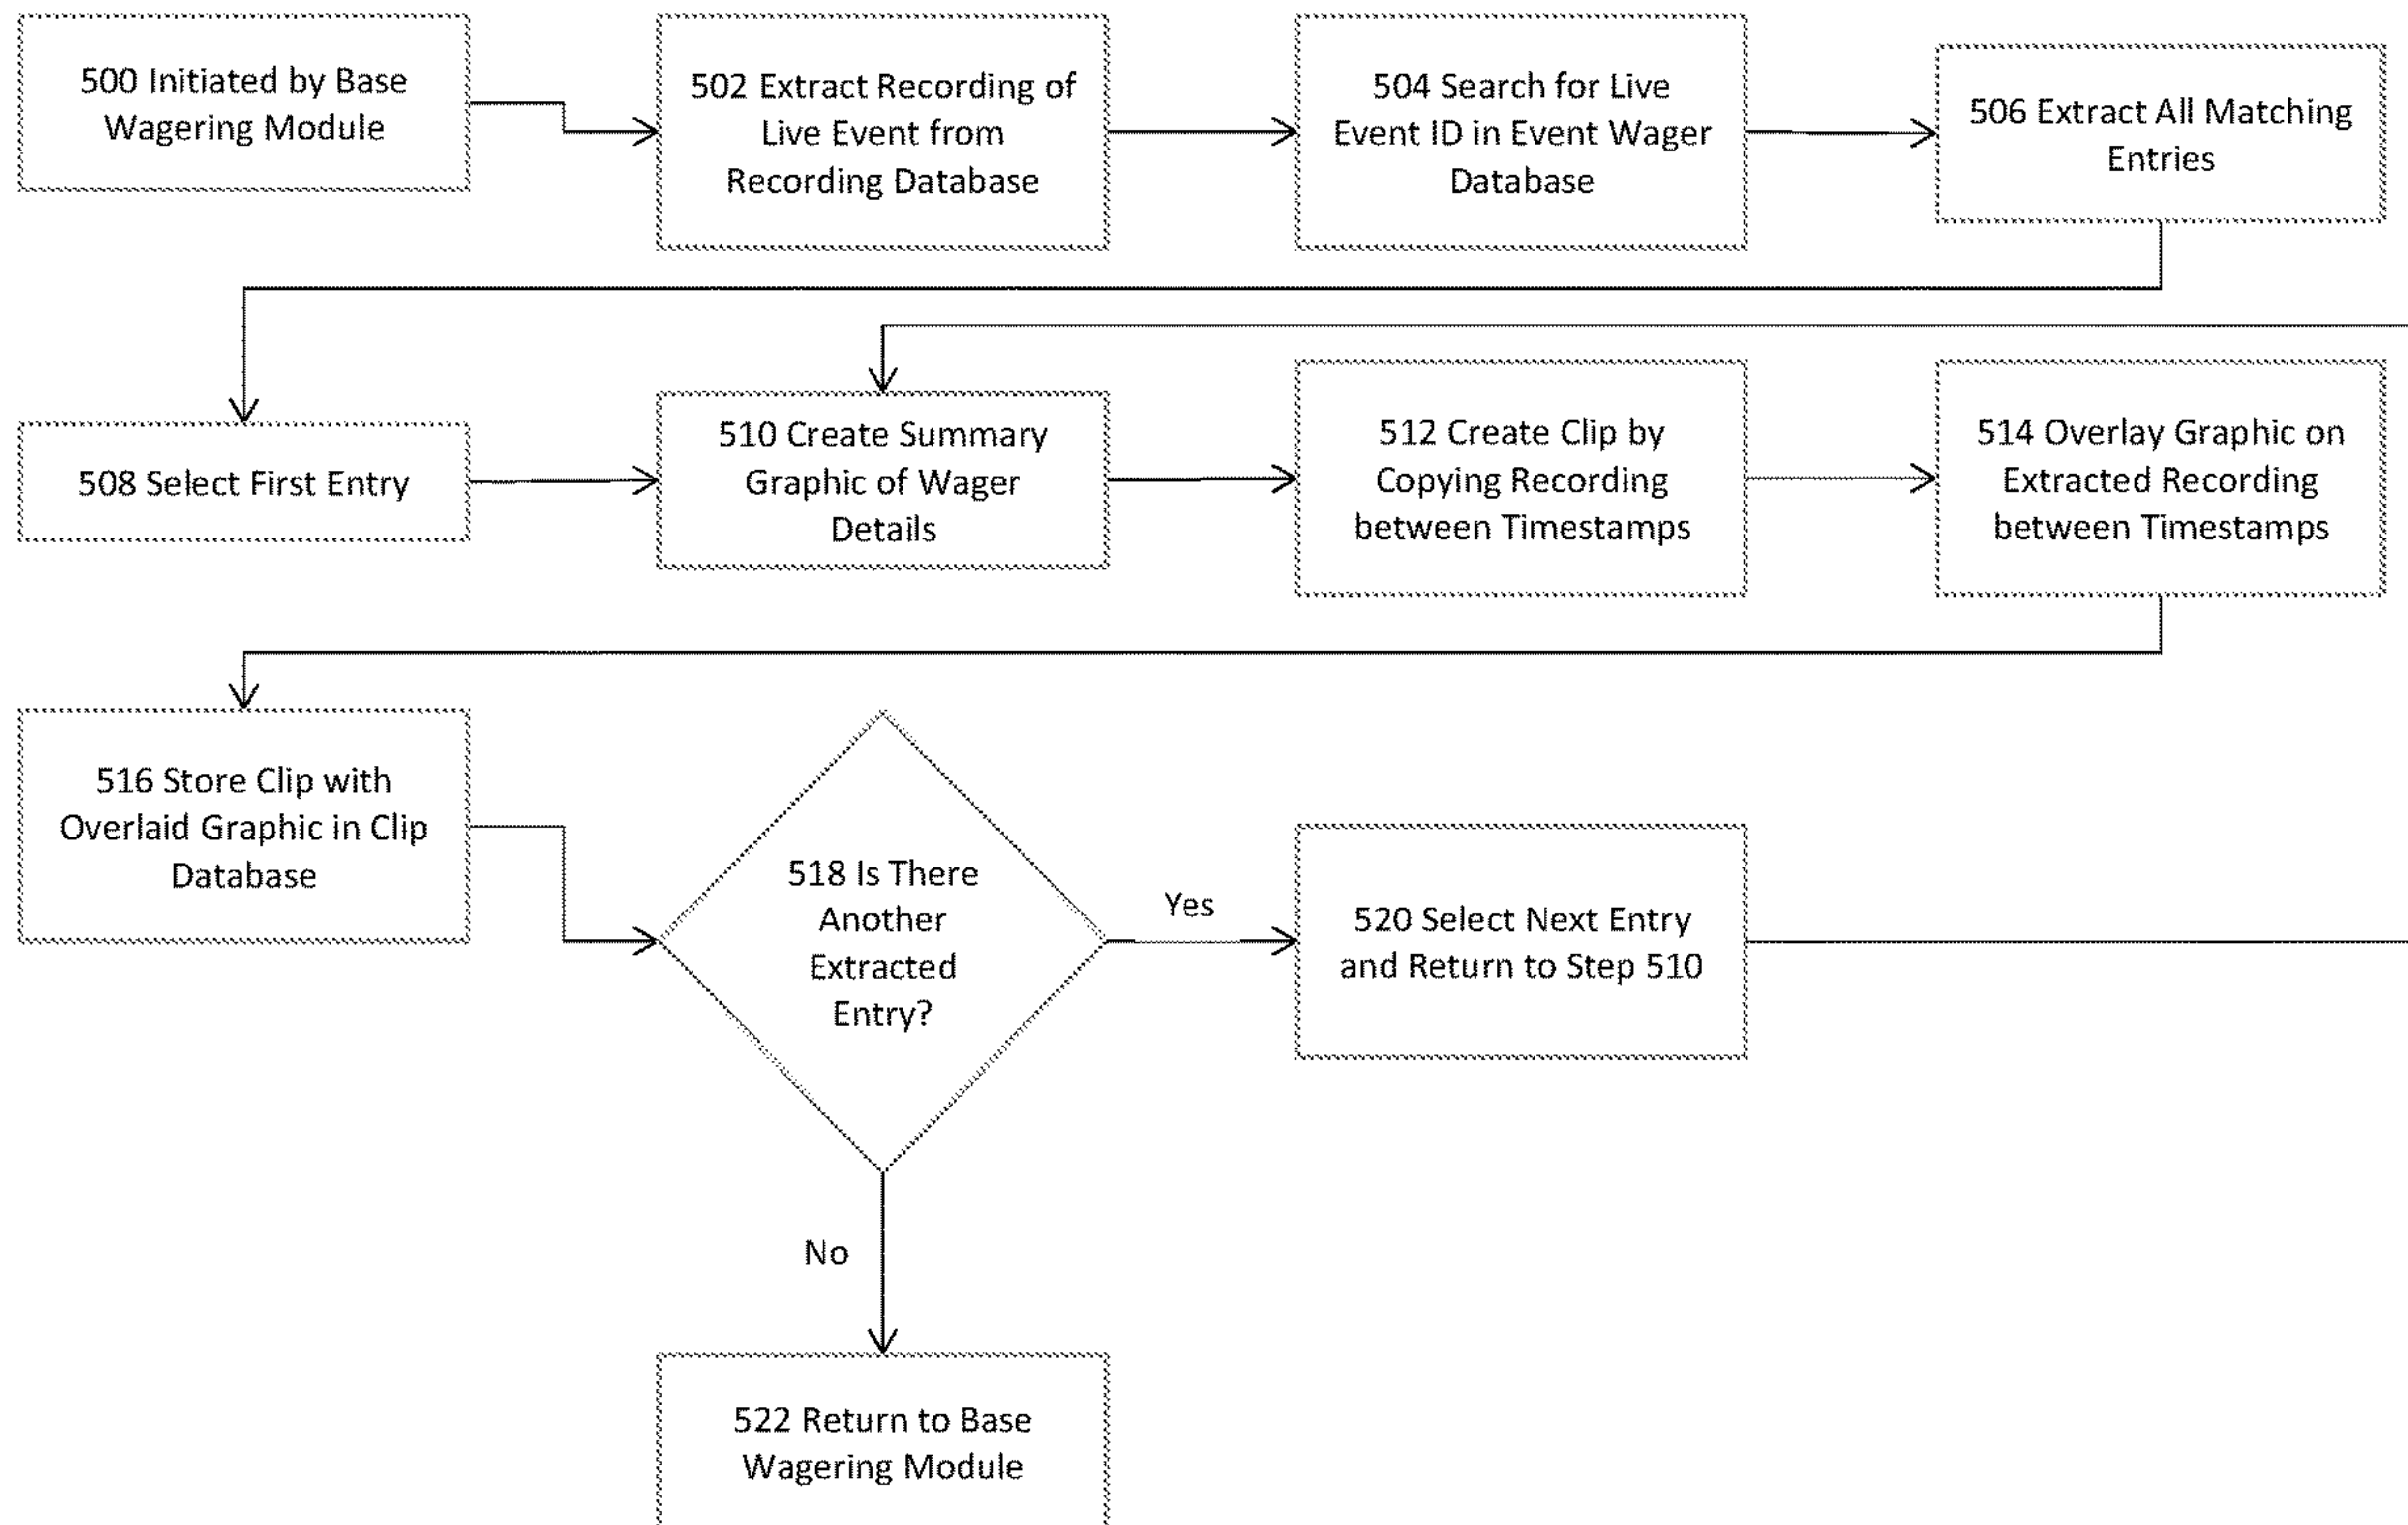 500 Initiated by Base
Wagering Module
502 Extract Recording of
Live Event from
Recording Database
504 Search for Live
Event ID in Event Wager
Database
506 Extract All Matching
Entries
508 Select First Entry
510 Create Summary
Graphic of Wager
Details
512 Create Clip by
Copying Recording
between Timestamps
514 Overlay Graphic on
Extracted Recording
between Timestamps
516 Store Clip with
Overlaid Graphic in Clip
Database
518 Is There
Another
Extracted
Entry?
Yes
520 Select Next Entry
and Return to Step 510
No
522 Return to Base
Wagering Module